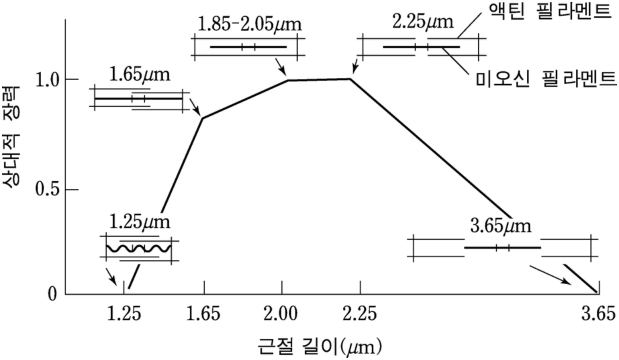 액틴 필라멘트
1.85-2.05μm
2.25μm
미오신 필라멘트
1.65μm
1.0
상대적 장력
0.5
1.25μm
3.65μm
0
1.25
1.65
2.00
2.25
3.65
근절 길이(μm)